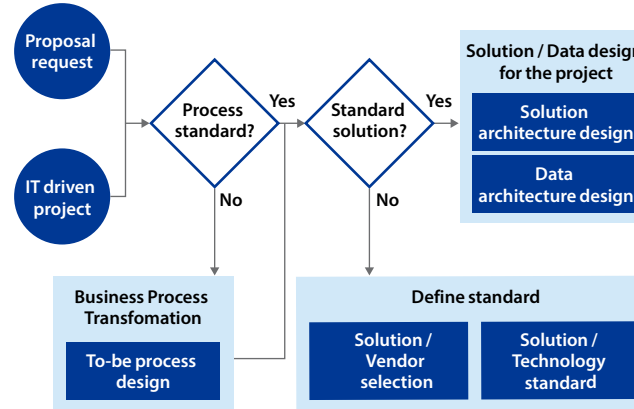 Proposal
request
IT driven
project
Process
standard?
Yes
No
Standard
solution?
Yes
No
Solution / Data design
for the project
Solution
architecture design
Data
architecture design
Business Process
Transfomation
To-be process
design
Define standard
Solution /
Vendor
selection
Solution /
Technology
standard